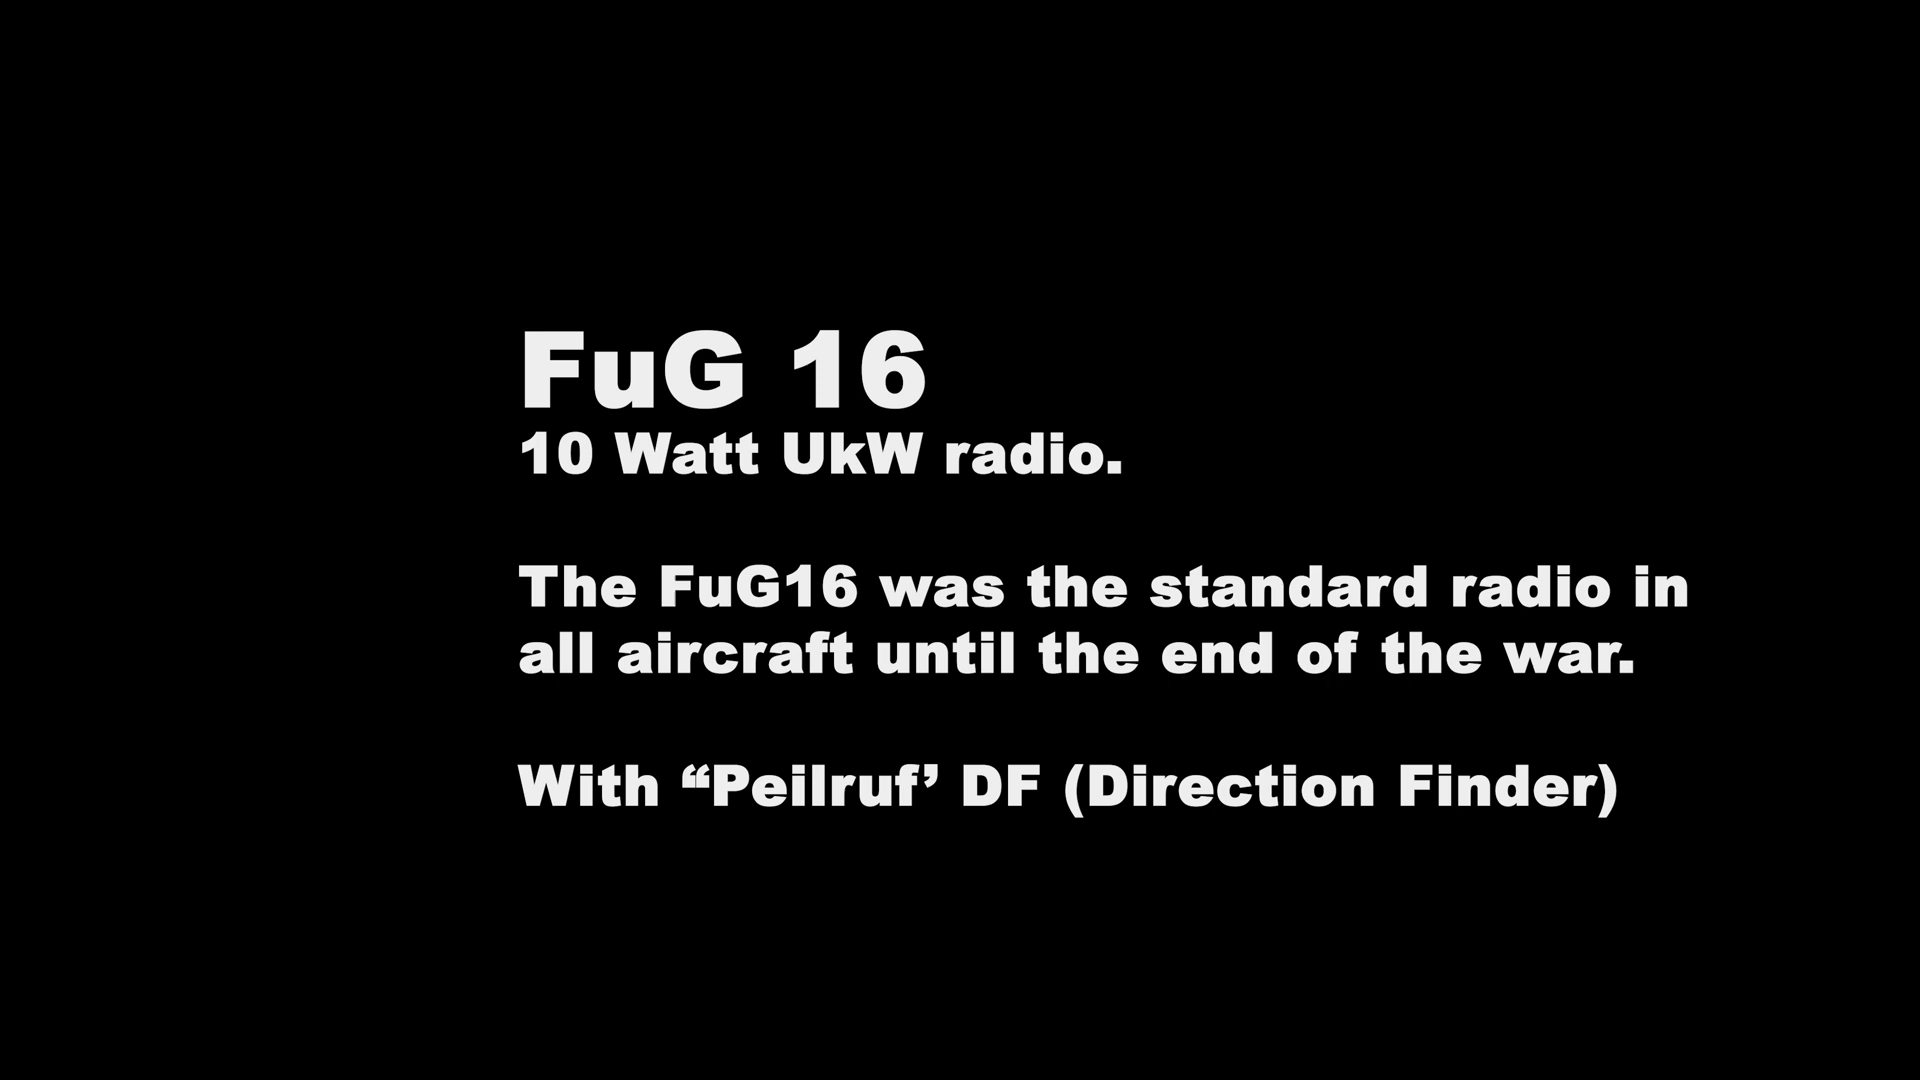 FuG 16
10 Watt UkW radio.
The FuG16 was the standard radio in
all aircraft until the end of the war.
With “Peilruf’ DF (Direction Finder)